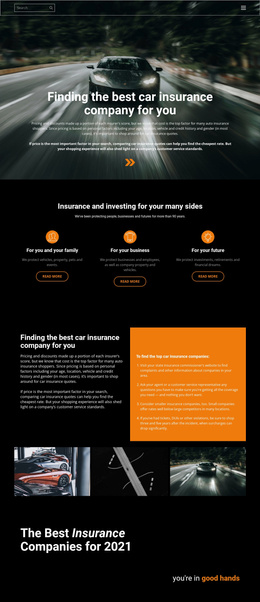 Search...
Finding the best car insurance
company for you
Pricing and discounts made up a portion of each insurer's score, but we know that cost is the top factor for many auto insurance
shoppers. Since pricing is based on personal factors including your age, location, vehicle and credit history and gender (in most
cases), it's important to shop around for car insurance quotes.
If price is the most important factor in your search, comparing car insurance companies can help you find the cheapest rate. But
your shopping experience will also shed light on a company's customer service standards.
Insurance and investing for your many sides
We've been protecting people, businesses and futures for more than 90 years.
For you and your family
We protect vehicles, property, pets, and
events.
READ MORE
For your business
We protect businesses and employees,
as well as company property and
vehicles.
READ MORE
For your future
We protect investments, retirements and
financial dreams.
READ MORE
Finding the best car insurance
company for you
Pricing and discounts made up a portion of each insurer's
score, but we know that cost is the top factor for many auto
insurance shoppers. Since pricing is based on personal
factors including your age, location, vehicle and credit
history and gender (in most cases), it's important to shop
around for car insurance quotes.
If price is the most important factor in your search,
comparing car insurance companies can help you find the
cheapest rate. But your shopping experience will also shed
light on a company's customer service standards.
To find the top car insurance companies:
The Best Insurance
Companies for 2021
you're in good hands